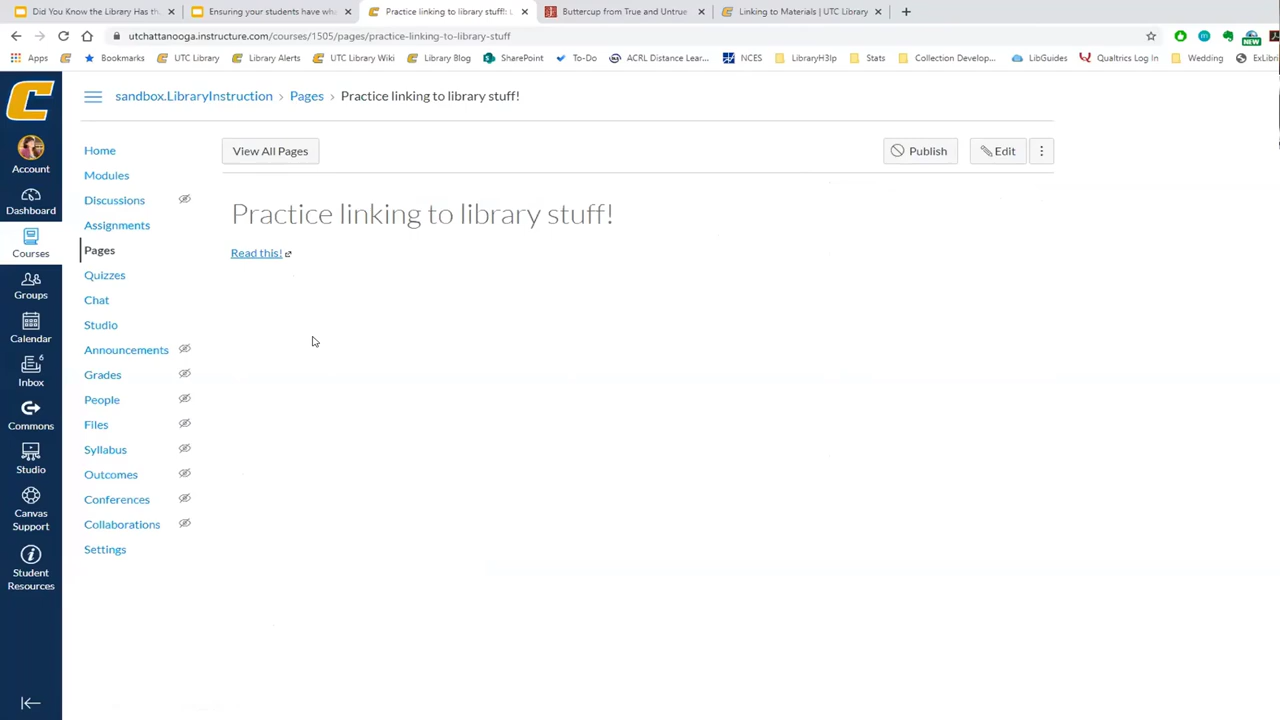 Did You Know the Library Has th
Ensuring your students have wha
Practice linking to library stuff!: L
Buttercup from True and Untrue
Linking to Materials | UTC Library
utchattanooga.instructure.com/courses/1505/pages/practice-linking-to-library-stuff
NEW
Apps
Bookmarks
UTC Library
Library Alerts
UTC Library Wiki
Library Blog
SharePoint
To-Do
ACRL Distance Lear...
NCES
LibraryH3lp
Stats
Collection Develop...
LibGuides
Qualtrics Log In
Wedding
ExLibri
sandbox.LibraryInstruction > Pages > Practice linking to library stuff!
Account
Dashboard
Courses
Groups
Calendar
6
Inbox
Commons
Studio
Canvas
Support
Student
Resources
Home
Modules
Discussions
Assignments
Pages
Quizzes
Chat
Studio
Announcements
Grades
People
Files
Syllabus
Outcomes
Conferences
Collaborations
Settings
View All Pages
Publish
Edit
Practice linking to library stuff!
Read this!